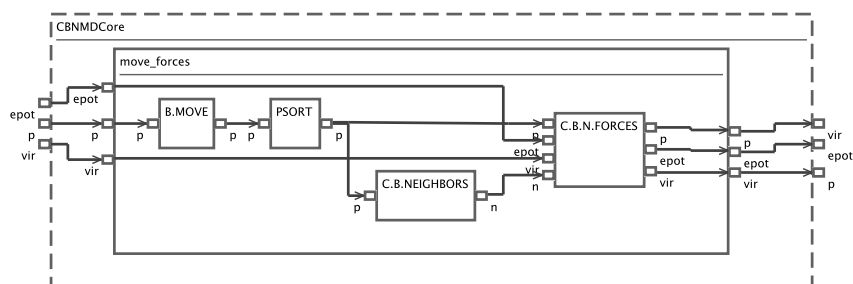 CBNMDCore
move_forces
epot
epot
B.MOVE
PSORT
C.B.N.FORCES
p
p
p
p
p
p
p
p
p
vir
vir
vir
epot
epot
epot
epot
vir
vir
vir
n
C.B.NEIGHBORS
p
n
vir
p